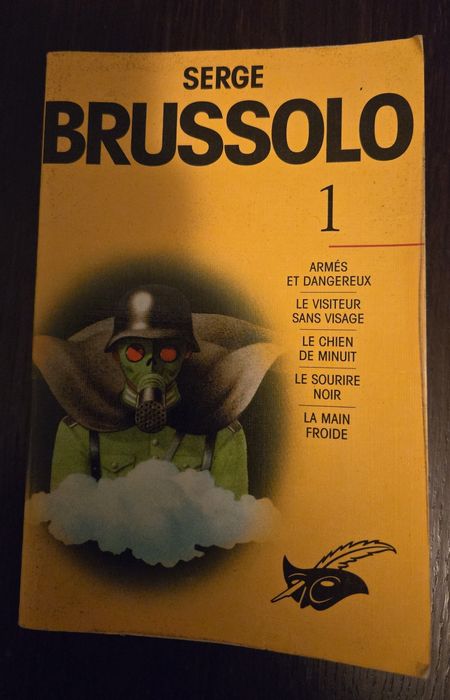 SERGE
BRUSSOLO
1
ARMÉS
ET DANGEREUX
LE VISITEUR
SANS VISAGE
LE CHIEN
DE MINUIT
LE SOURIRE
NOIR
LA MAIN
FROIDE